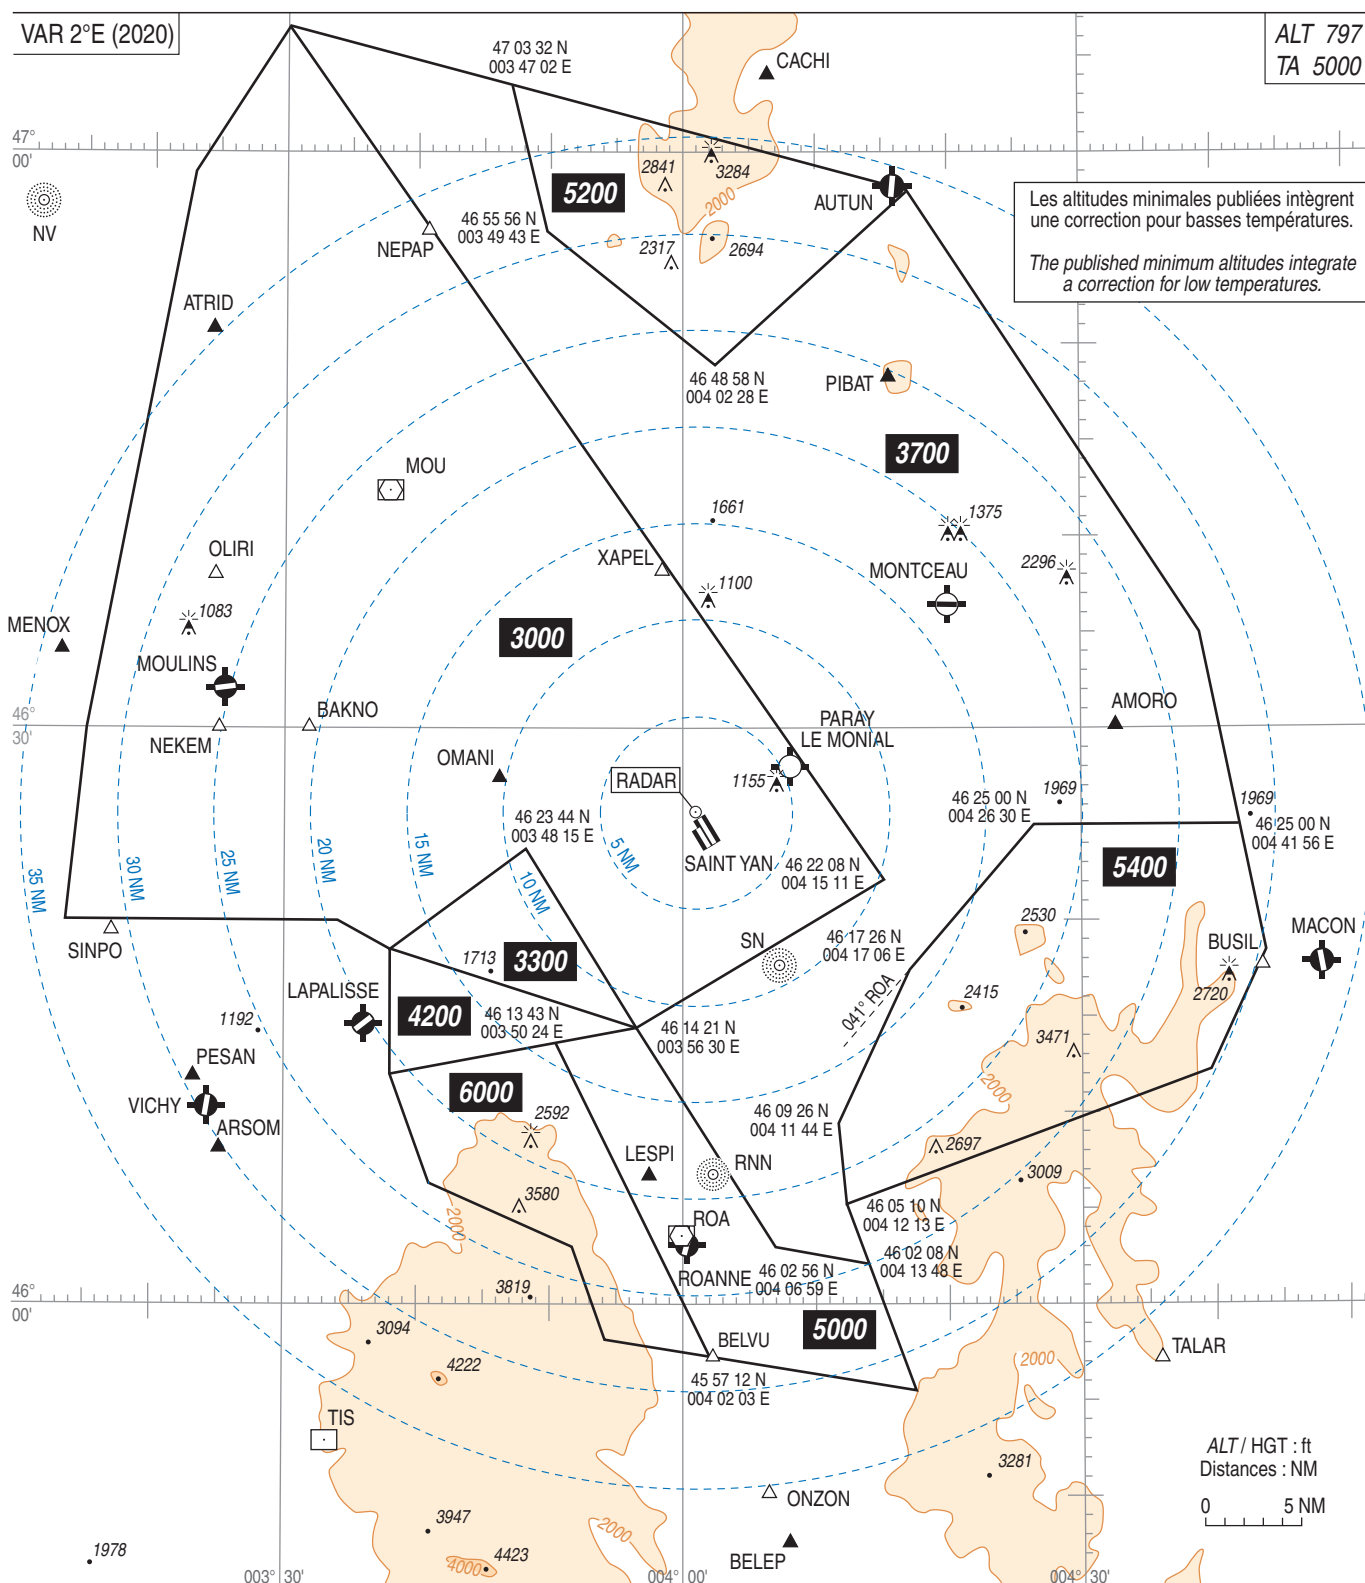 VAR 2°E (2020)
ALT 797
TA 5000
47 03 32 N
003 47 02 E
CACHI
47°
00'
NV
2841
3284
5200
2000
AUTUN
Les altitudes minimales publiées intègrent
une correction pour basses températures.
The published minimum altitudes integrate
a correction for low temperatures.
46 55 56 N
003 49 43 E
NEPAP
2317
2694
ATRID
46 48 58 N
004 02 28 E
PIBAT
3700
MOU
1661
1375
OLIRI
XAPEL
1100
MONTCEAU
2296
1083
MENOX
3000
MOULINS
BAKNO
AMORO
46°
30'
NEKEM
PARAY
LE MONIAL
OMANI
RADAR
1155
46 25 00 N
004 26 30 E
1969
1969
46 25 00 N
004 41 56 E
46 23 44 N
003 48 15 E
SAINT YAN
46 22 08 N
004 15 11 E
5400
35 NM
30 NM
25 NM
20 NM
15 NM
10 NM
5 NM
SINPO
SN
46 17 26 N
004 17 06 E
2530
MACON
BUSIL
1713
3300
2720
LAPALISSE
4200
46 13 43 N
003 50 24 E
46 14 21 N
003 56 30 E
041° ROA
2415
1192
3471
PESAN
6000
2000
VICHY
2592
46 09 26 N
004 11 44 E
ARSOM
LESPI
RNN
2697
3009
3580
2000
ROA
46 05 10 N
004 12 13 E
ROANNE
46 02 56 N
004 06 59 E
46 02 08 N
004 13 48 E
46°
00'
3819
3094
5000
BELVU
2000
TALAR
4222
45 57 12 N
004 02 03 E
TIS
ALT / HGT : ft
Distances : NM
3281
0 5 NM
ONZON
3947
2000
BELEP
1978
4000
4423
003° 30'
004° 00'
004° 30'